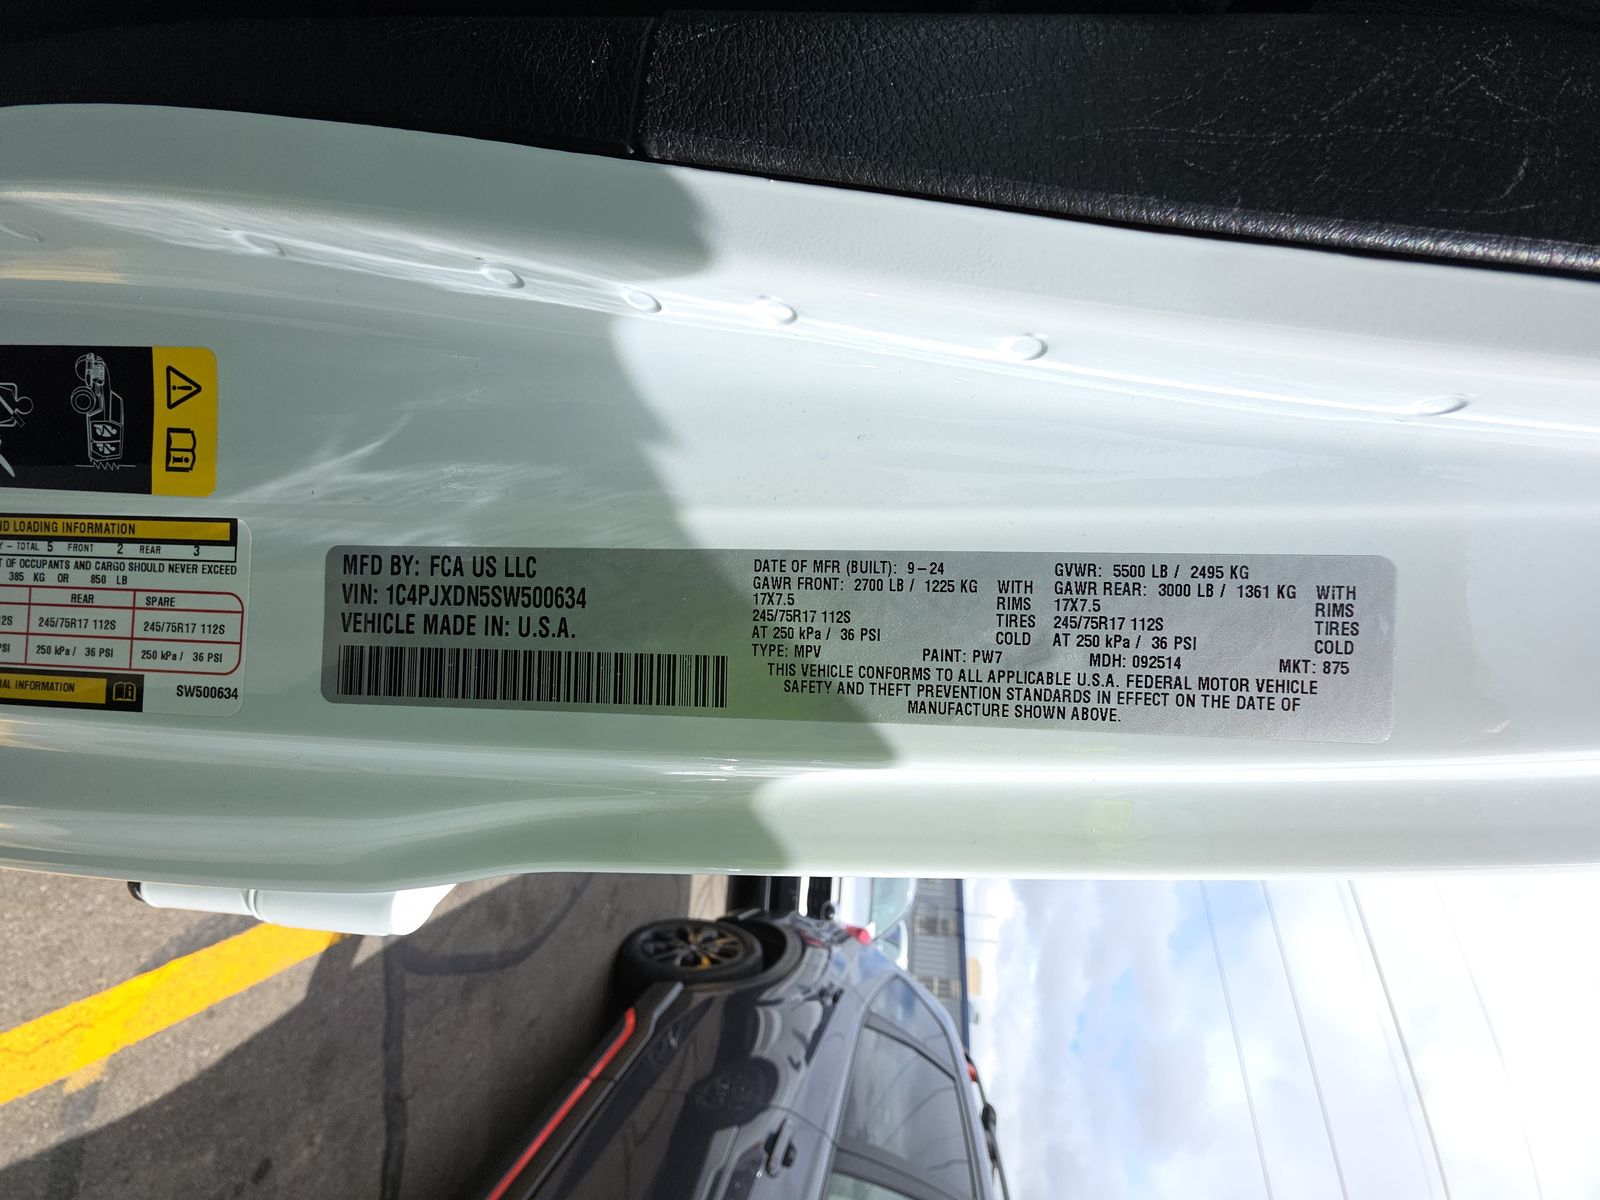 ND LOADING INFORMATION
Y – TOTAL 5 FRONT 2 REAR 3
T OF OCCUPANTS AND CARGO SHOULD NEVER EXCEED
385 KG OR 850 LB
REAR SPARE
2S 245/75R17 112S 245/75R17 112S
PSI 250 kPa / 36 PSI 250 kPa / 36 PSI
AL INFORMATION
SW500634
MFD BY: FCA US LLC
VIN: 1C4PJXDN5SW500634
VEHICLE MADE IN: U.S.A.
DATE OF MFR (BUILT): 9-24
GAWR FRONT: 2700 LB / 1225 KG WITH
17X7.5 RIMS
245/75R17 112S TIRES
AT 250 kPa / 36 PSI COLD
GVWR: 5500 LB / 2495 KG
GAWR REAR: 3000 LB / 1361 KG WITH
17X7.5 RIMS
245/75R17 112S TIRES
AT 250 kPa / 36 PSI COLD
TYPE: MPV PAINT: PW7 MDH: 092514 MKT: 875
THIS VEHICLE CONFORMS TO ALL APPLICABLE U.S.A. FEDERAL MOTOR VEHICLE
SAFETY AND THEFT PREVENTION STANDARDS IN EFFECT ON THE DATE OF
MANUFACTURE SHOWN ABOVE.